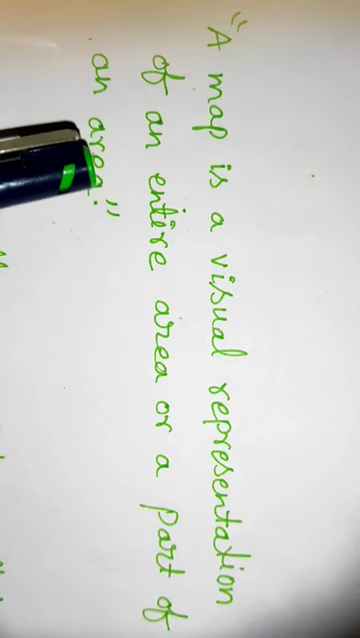 "A map is a visual representation
of an entire area or a part of
an area."